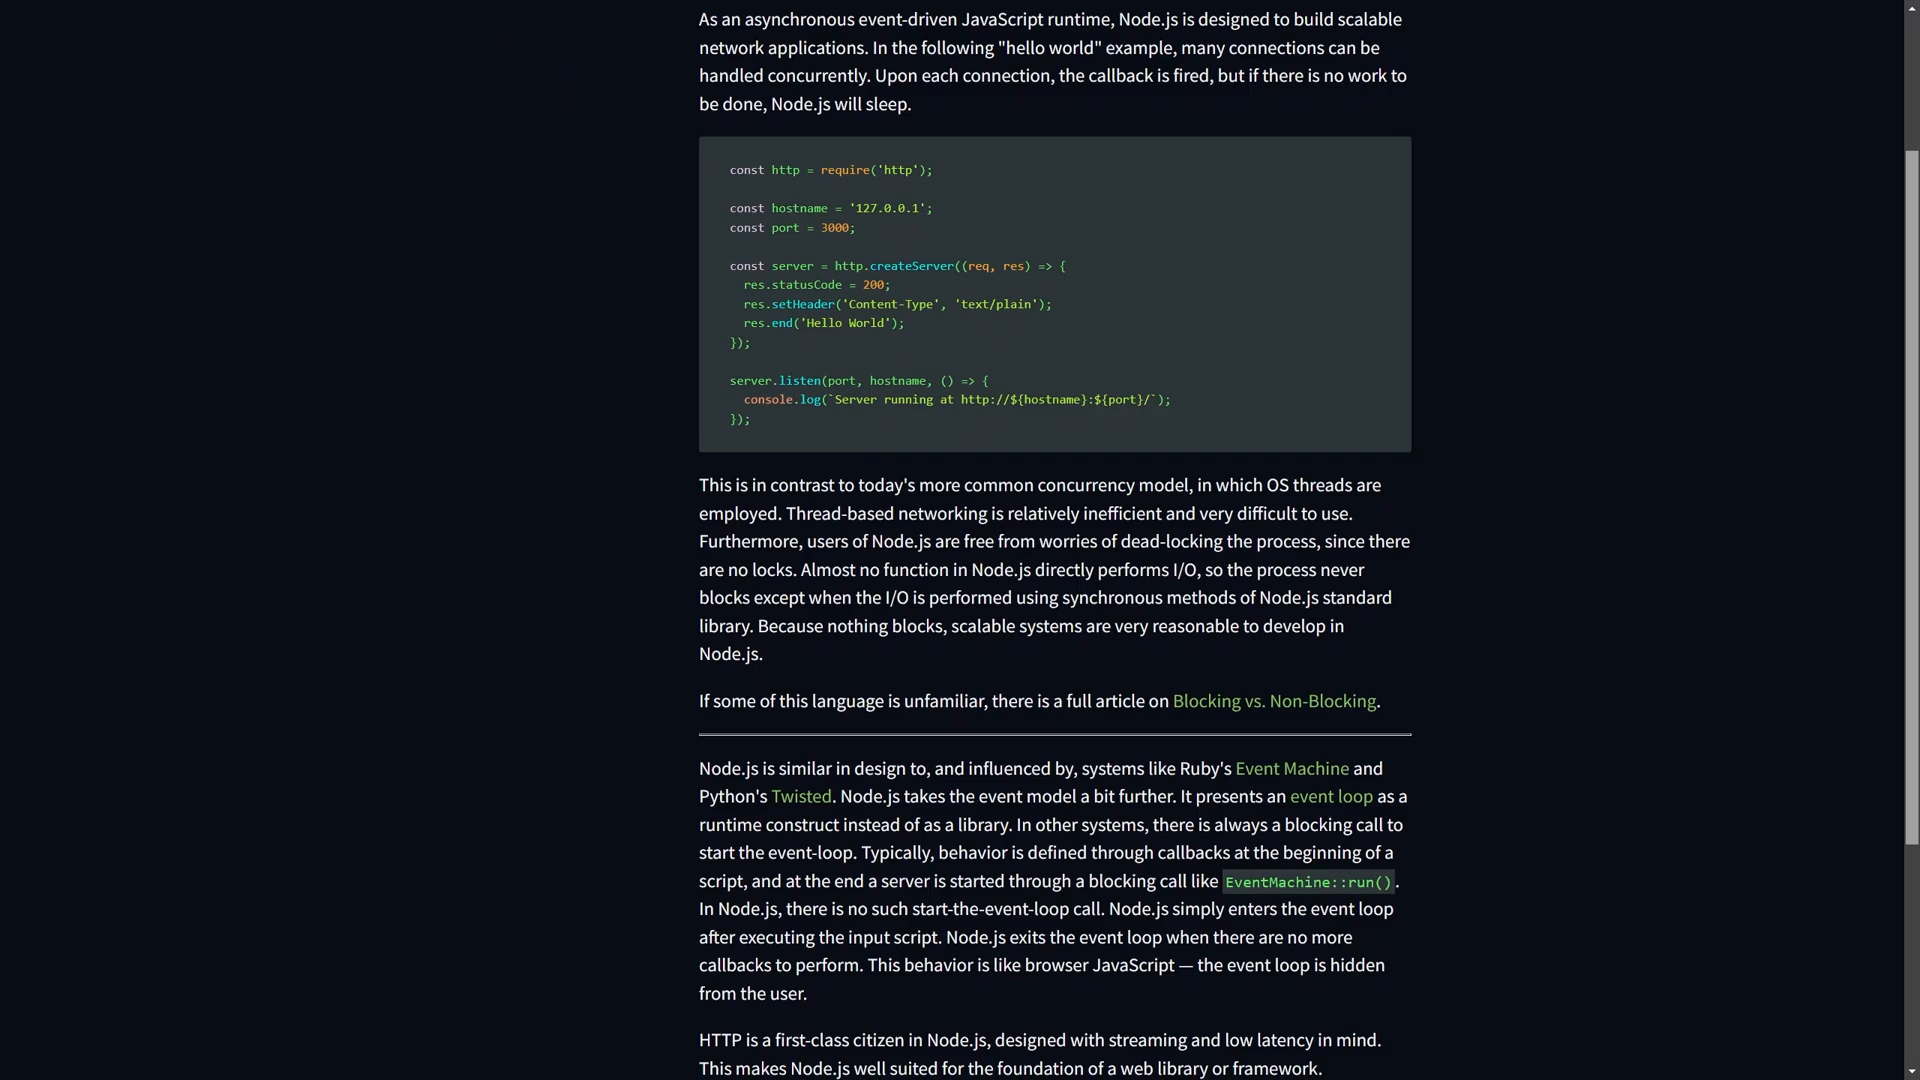 As an asynchronous event-driven JavaScript runtime, Node.js is designed to build scalable
network applications. In the following "hello world" example, many connections can be
handled concurrently. Upon each connection, the callback is fired, but if there is no work to
be done, Node.js will sleep.
const http = require('http');
const hostname = '127.0.0.1';
const port = 3000;
const server = http.createServer((req, res) => {
  res.statusCode = 200;
  res.setHeader('Content-Type', 'text/plain');
  res.end('Hello World');
});
server.listen(port, hostname, () => {
  console.log(`Server running at http://${hostname}:${port}/`);
});
This is in contrast to today's more common concurrency model, in which OS threads are
employed. Thread-based networking is relatively inefficient and very difficult to use.
Furthermore, users of Node.js are free from worries of dead-locking the process, since there
are no locks. Almost no function in Node.js directly performs I/O, so the process never
blocks except when the I/O is performed using synchronous methods of Node.js standard
library. Because nothing blocks, scalable systems are very reasonable to develop in
Node.js.
If some of this language is unfamiliar, there is a full article on Blocking vs. Non-Blocking.
Node.js is similar in design to, and influenced by, systems like Ruby's Event Machine and
Python's Twisted. Node.js takes the event model a bit further. It presents an event loop as a
runtime construct instead of as a library. In other systems, there is always a blocking call to
start the event-loop. Typically, behavior is defined through callbacks at the beginning of a
script, and at the end a server is started through a blocking call like EventMachine::run().
In Node.js, there is no such start-the-event-loop call. Node.js simply enters the event loop
after executing the input script. Node.js exits the event loop when there are no more
callbacks to perform. This behavior is like browser JavaScript — the event loop is hidden
from the user.
HTTP is a first-class citizen in Node.js, designed with streaming and low latency in mind.
This makes Node.js well suited for the foundation of a web library or framework.